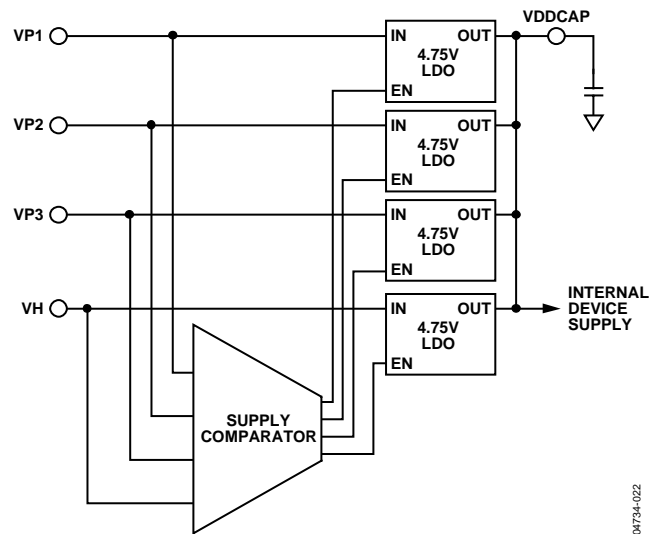 VDDCAP
VP1
IN
OUT
4.75V
LDO
EN
VP2
IN
OUT
4.75V
LDO
EN
VP3
IN
OUT
4.75V
LDO
EN
VH
IN
OUT
4.75V
LDO
EN
INTERNAL
DEVICE
SUPPLY
SUPPLY
COMPARATOR
04734-022